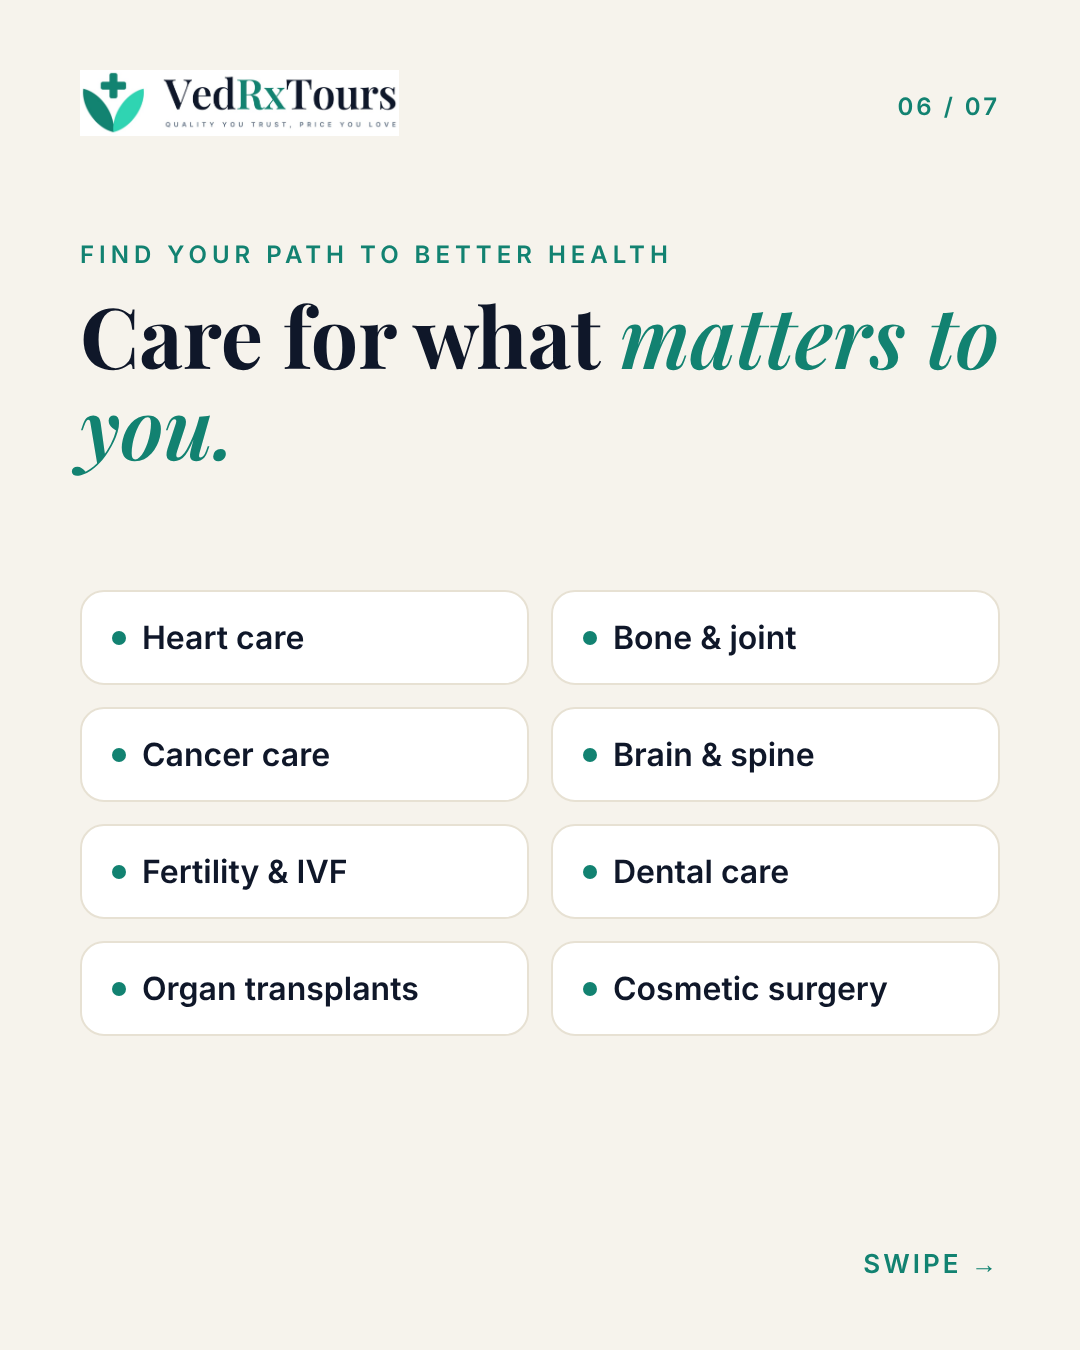 VedRxTours
QUALITY YOU TRUST, PRICE YOU LOVE
06 / 07
FIND YOUR PATH TO BETTER HEALTH
Care for what matters to
you.
Heart care
Bone & joint
Cancer care
Brain & spine
Fertility & IVF
Dental care
Organ transplants
Cosmetic surgery
SWIPE →